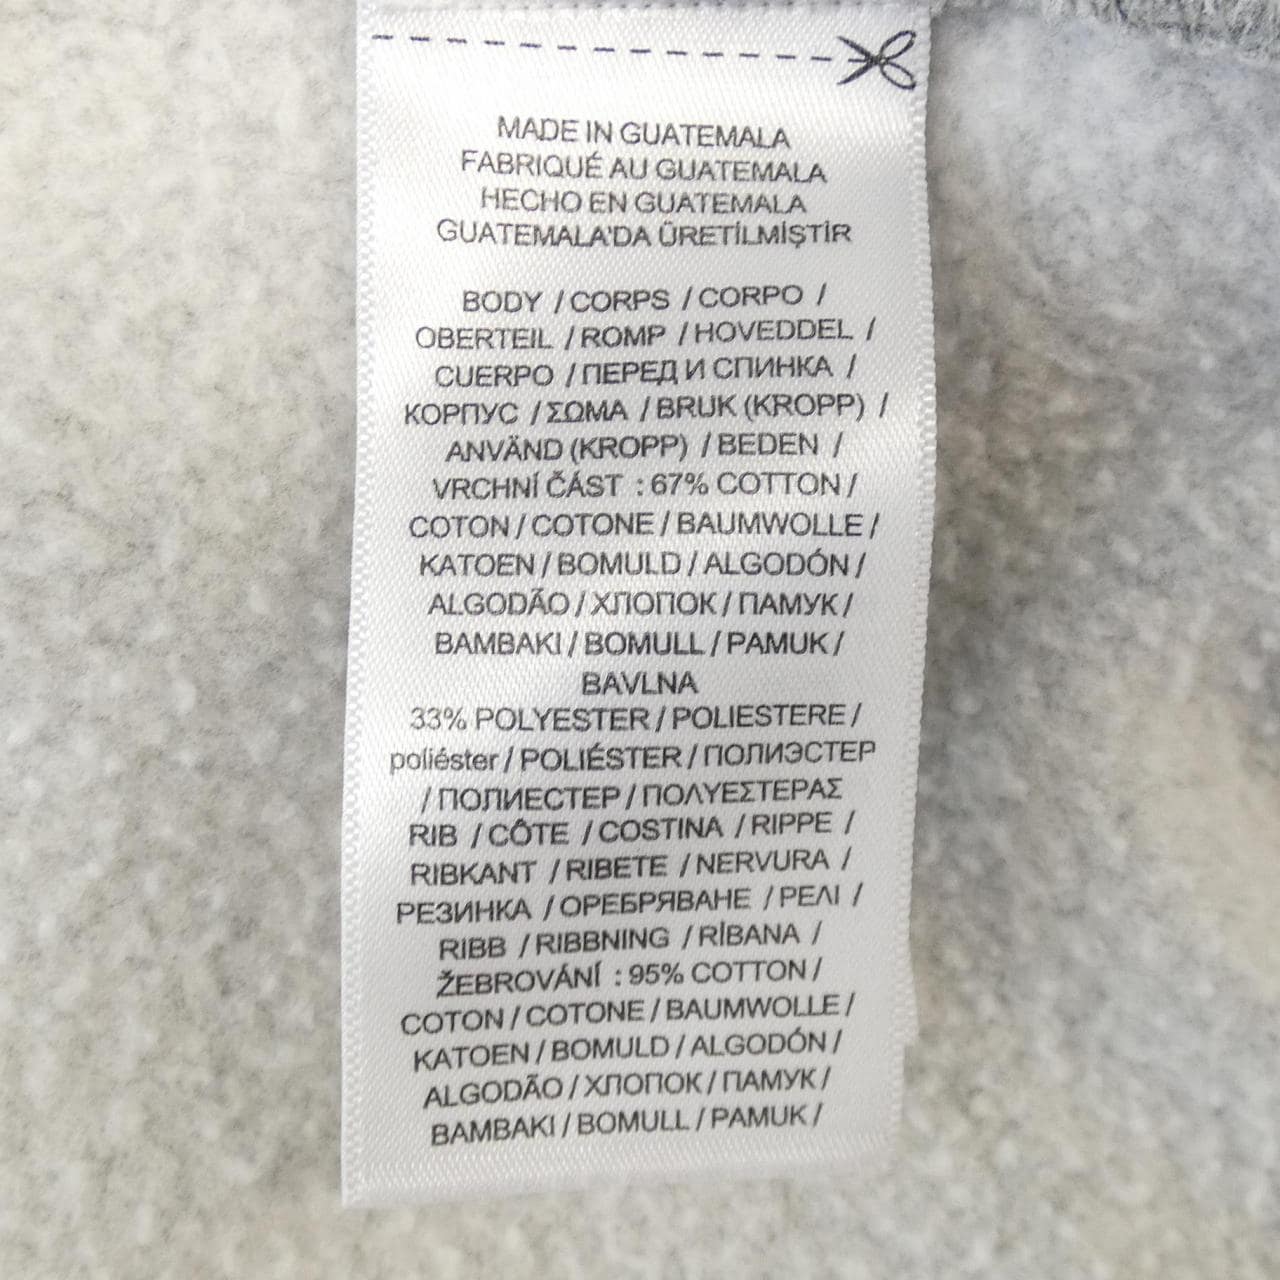 MADE IN GUATEMALA
FABRIQUÉ AU GUATEMALA
HECHO EN GUATEMALA
GUATEMALA'DA ÜRETİLMİŞTİR
BODY / CORPS / CORPO /
OBERTEIL / ROMP / HOVEDDEL /
CUERPO / ПЕРЕД И СПИНКА /
КОРПУС / ΣΩΜΑ / BRUK (KROPP) /
ANVÄND (KROPP) / BEDEN /
VRCHNÍ ČÁST : 67% COTTON /
COTON / COTONE / BAUMWOLLE /
KATOEN / BOMULD / ALGODÓN /
ALGODÃO / ХЛОПОК / ПАМУК /
BAMBAKI / BOMULL / PAMUK /
BAVLNA
33% POLYESTER / POLIESTERE /
poliéster / POLIÉSTER / ПОЛИЭСТЕР
/ ПОЛИЕСТЕР / ΠΟΛΥΕΣΤΕΡΑΣ
RIB / CÔTE / COSTINA / RIPPE /
RIBKANT / RIBETE / NERVURA /
РЕЗИНКА / ОРЕБРЯВАНЕ / ΡΕΛΙ /
RIBB / RIBBNING / RİBANA /
ŽEBROVÁNÍ : 95% COTTON /
COTON / COTONE / BAUMWOLLE /
KATOEN / BOMULD / ALGODÓN /
ALGODÃO / ХЛОПОК / ПАМУК /
BAMBAKI / BOMULL / PAMUK /